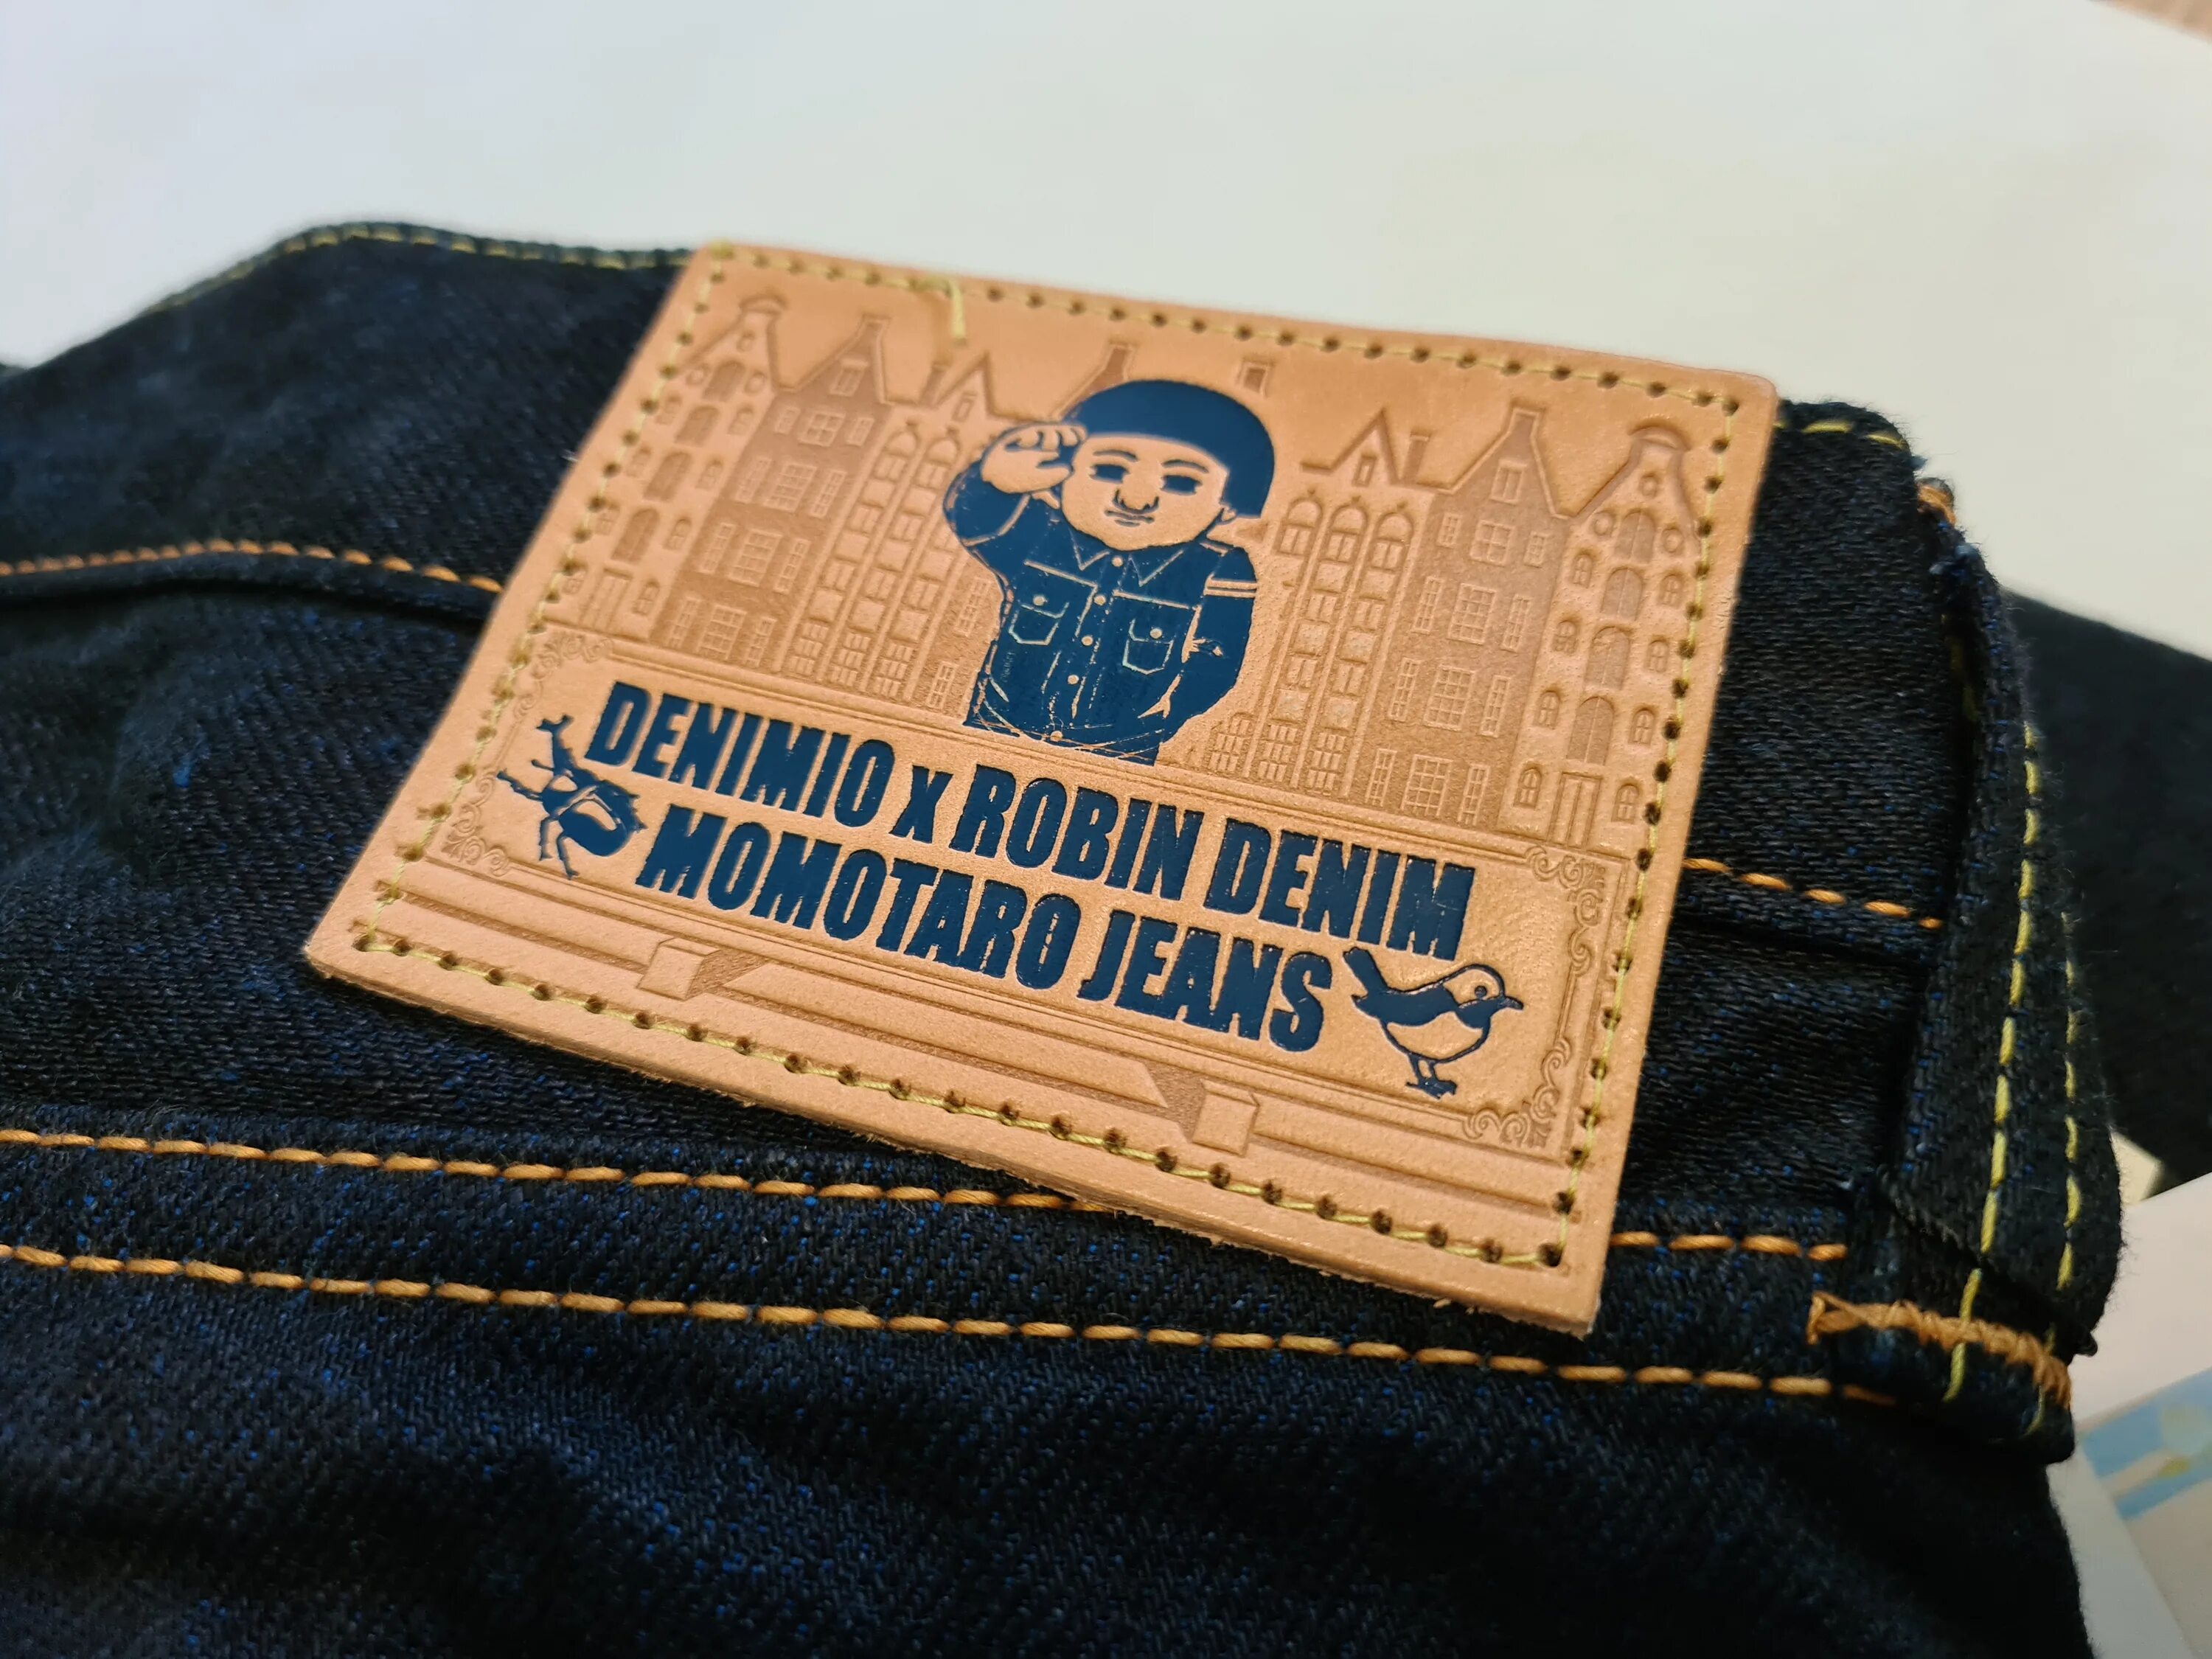 DENIMIO x ROBIN DENIM
MOMOTARO JEANS